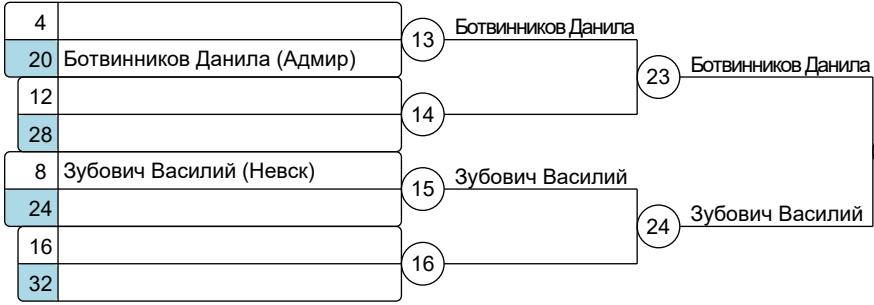 4
13 Ботвинников Данила
20 Ботвинников Данила (Адмир)
23 Ботвинников Данила
12
14
28
8 Зубович Василий (Невск)
15 Зубович Василий
24
24 Зубович Василий
16
16
32